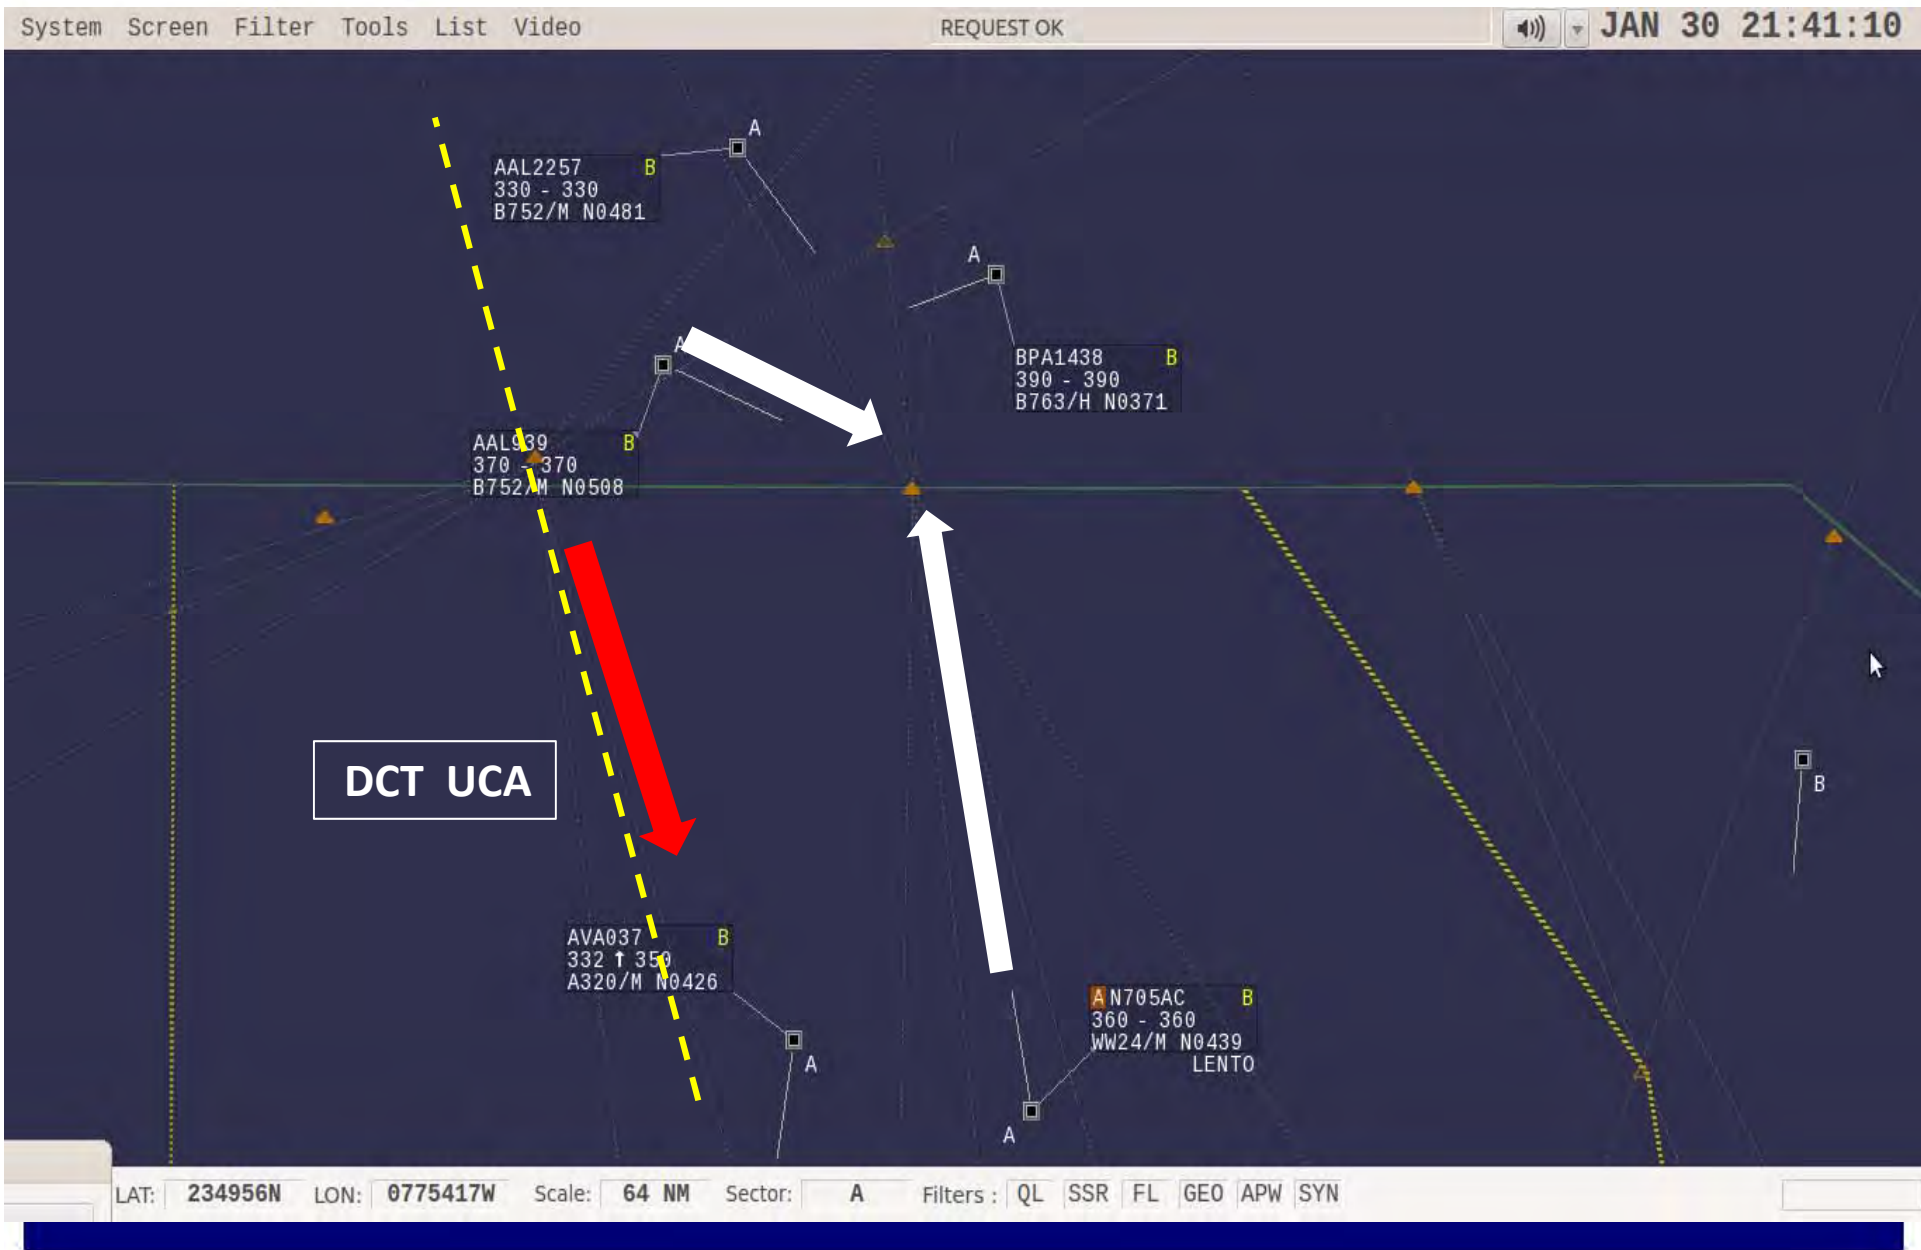 System Screen Filter Tools List Video REQUEST OK JAN 30 21:41:10
A
AAL2257 B
330 - 330
B752/M N0481
A
BPA1438 B
390 - 390
B763/H N0371
A
AAL939 B
370 - 370
B752/M N0508
DCT UCA
B
AVA037 B
332 ↑ 350
A320/M N0426
A
A N705AC B
360 - 360
WW24/M N0439
LENTO
A
LAT: 234956N LON: 0775417W Scale: 64 NM Sector: A Filters : QL SSR FL GEO APW SYN